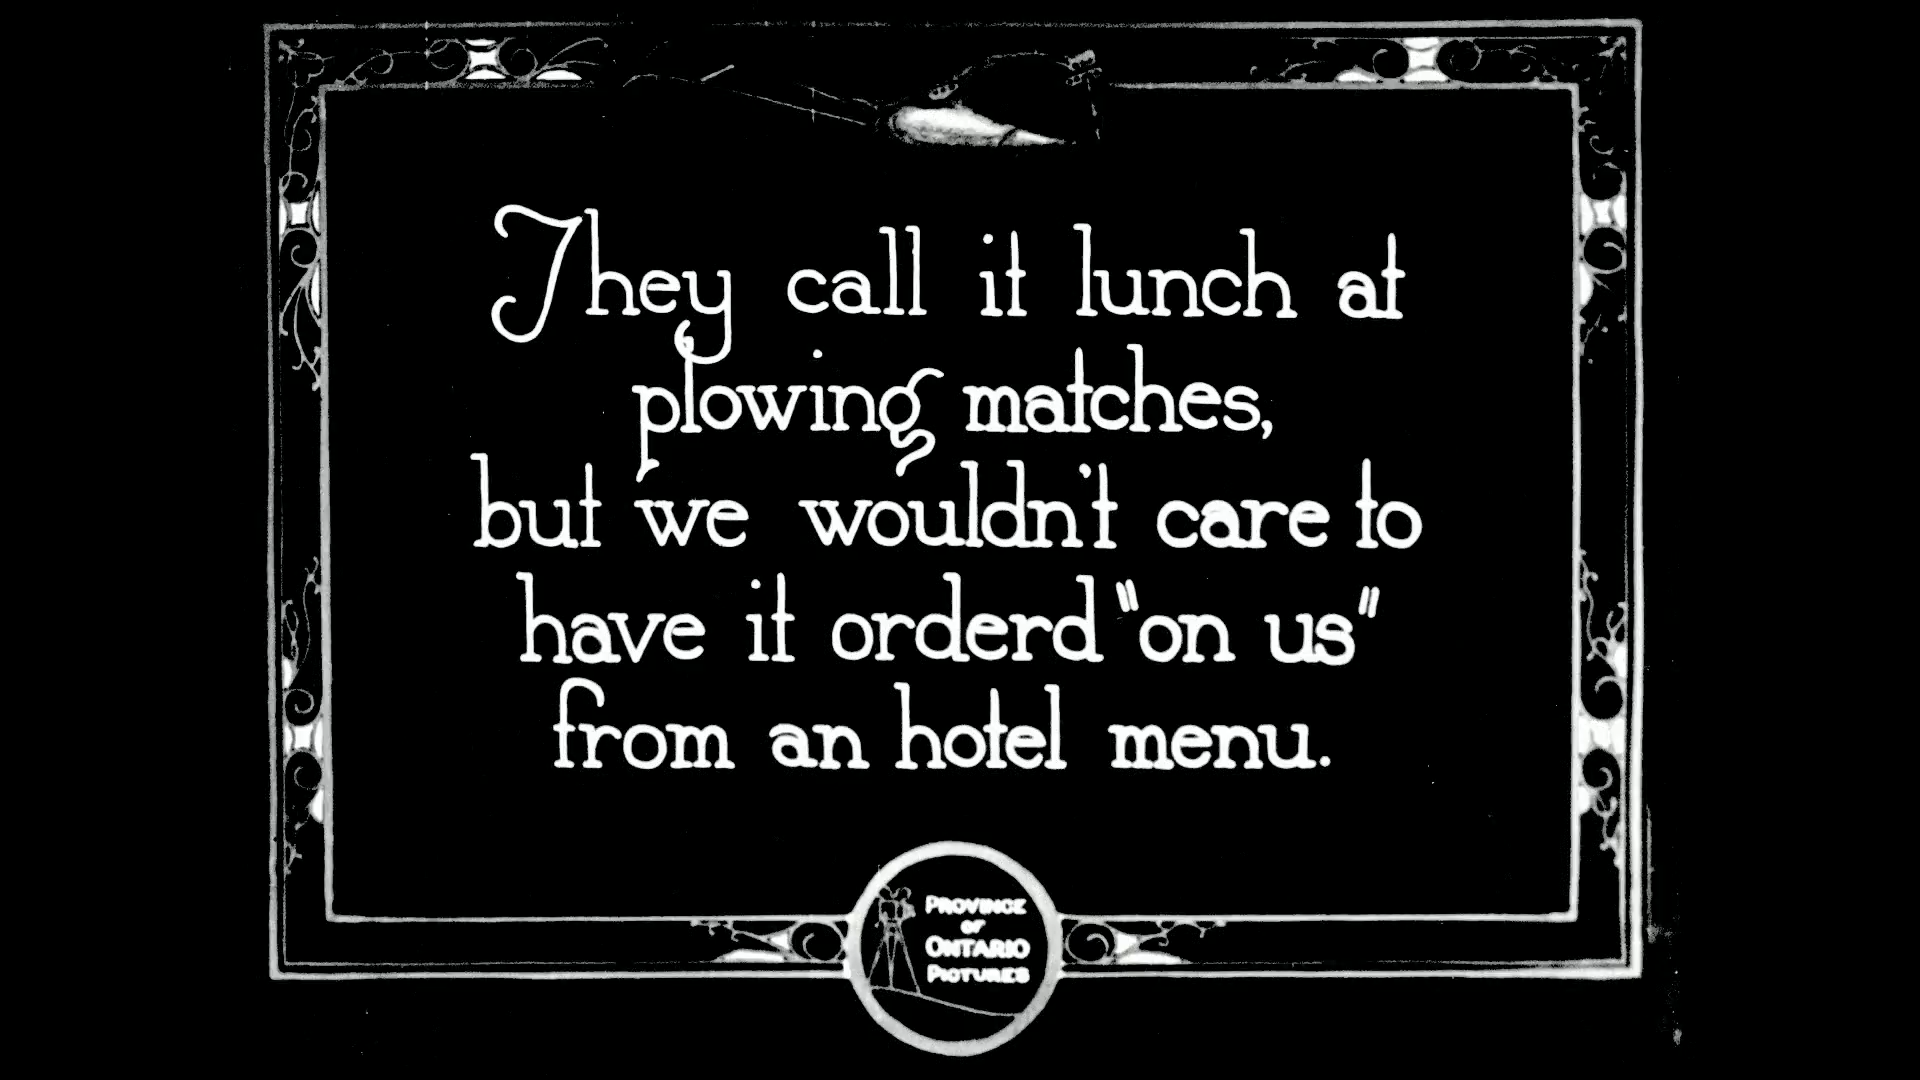 They call it lunch at
plowing matches,
but we wouldn't care to
have it orderd "on us"
from an hotel menu.
PROVINCE
OF
ONTARIO
PICTURES